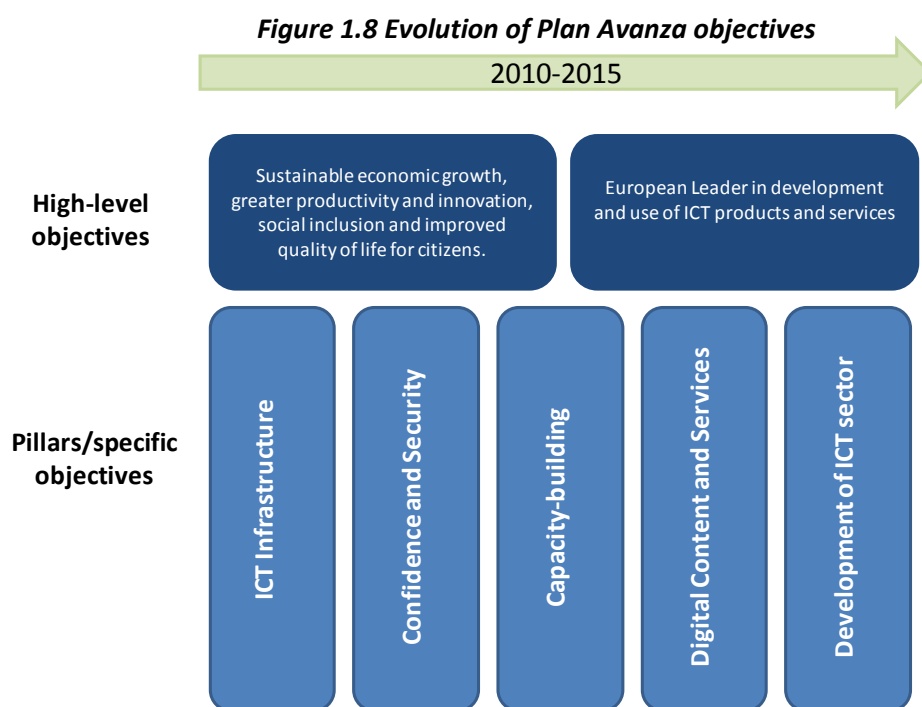 Figure 1.8 Evolution of Plan Avanza objectives
2010-2015
High-level
objectives
Sustainable economic growth,
greater productivity and innovation,
social inclusion and improved
quality of life for citizens.
European Leader in development
and use of ICT products and services
Pillars/specific
objectives
ICT Infrastructure
Confidence and Security
Capacity-building
Digital Content and Services
Development of ICT sector